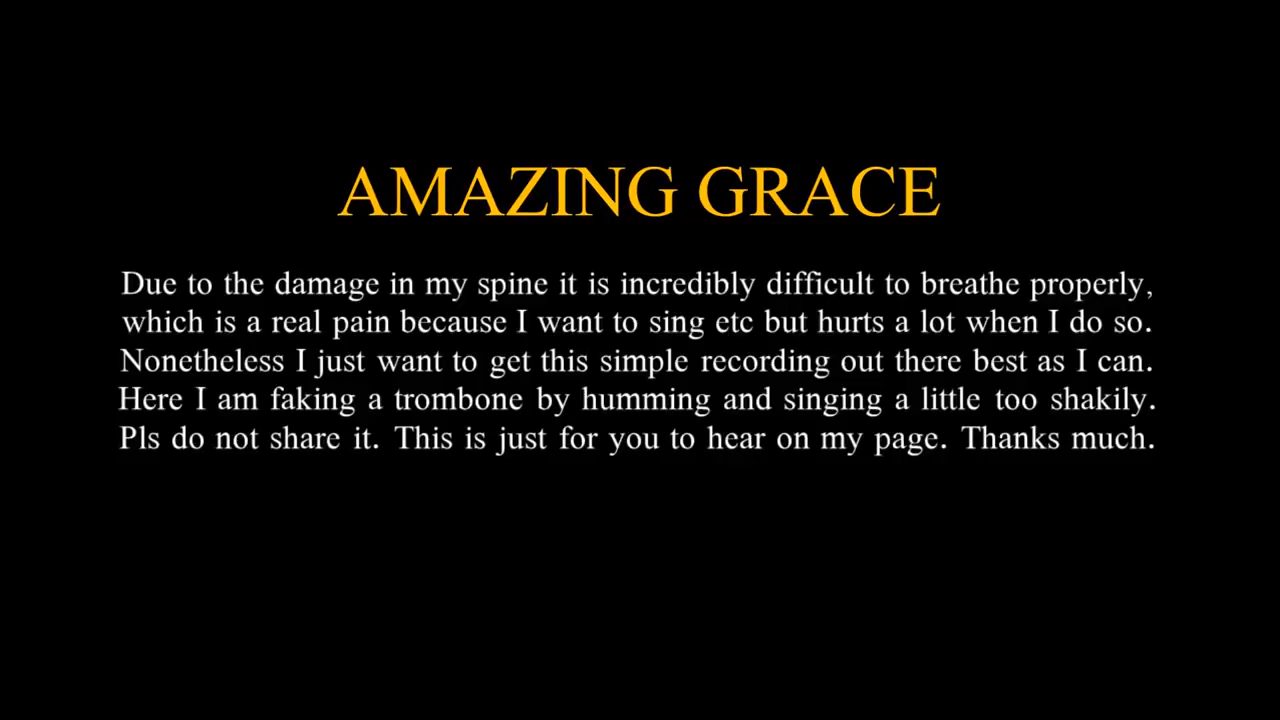 AMAZING GRACE
Due to the damage in my spine it is incredibly difficult to breathe properly,
which is a real pain because I want to sing etc but hurts a lot when I do so.
Nonetheless I just want to get this simple recording out there best as I can.
Here I am faking a trombone by humming and singing a little too shakily.
Pls do not share it. This is just for you to hear on my page. Thanks much.